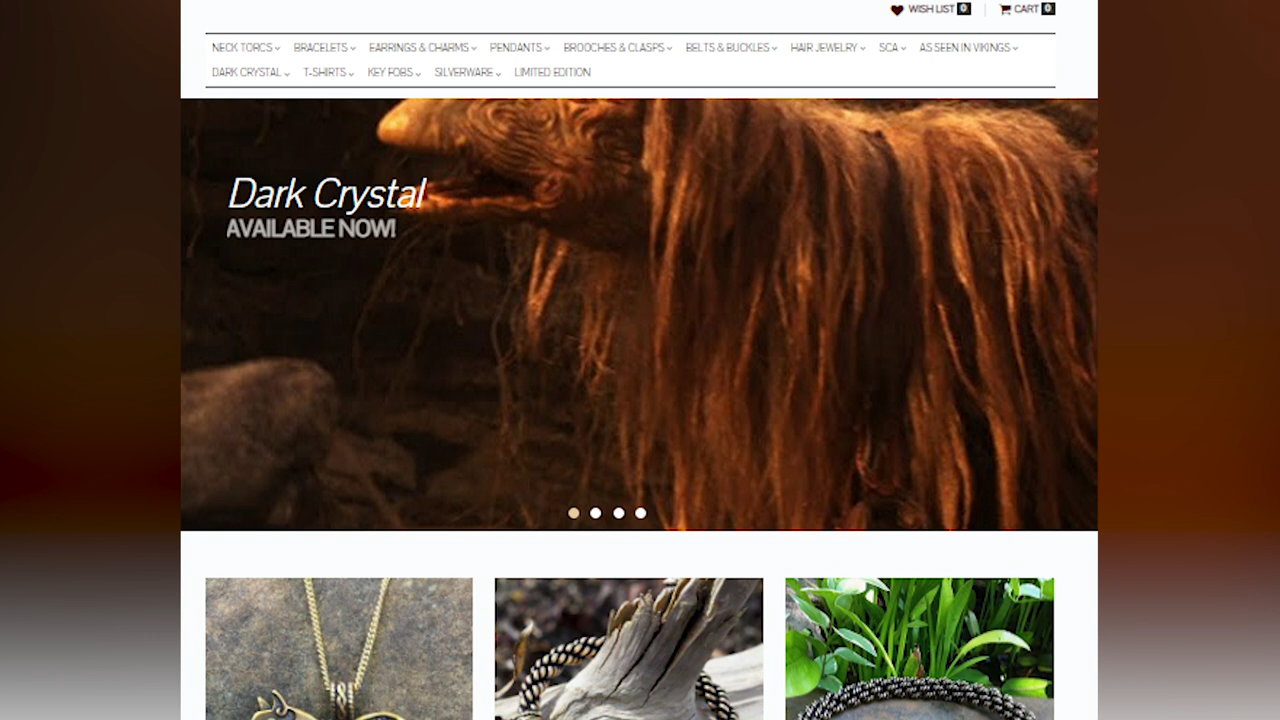 WISH LIST 0 CART 0
NECK TORCS BRACELETS EARRINGS & CHARMS PENDANTS BROOCHES & CLASPS BELTS & BUCKLES HAIR JEWELRY SCA AS SEEN IN VIKINGS
DARK CRYSTAL T-SHIRTS KEY FOBS SILVERWARE LIMITED EDITION
Dark Crystal
AVAILABLE NOW!